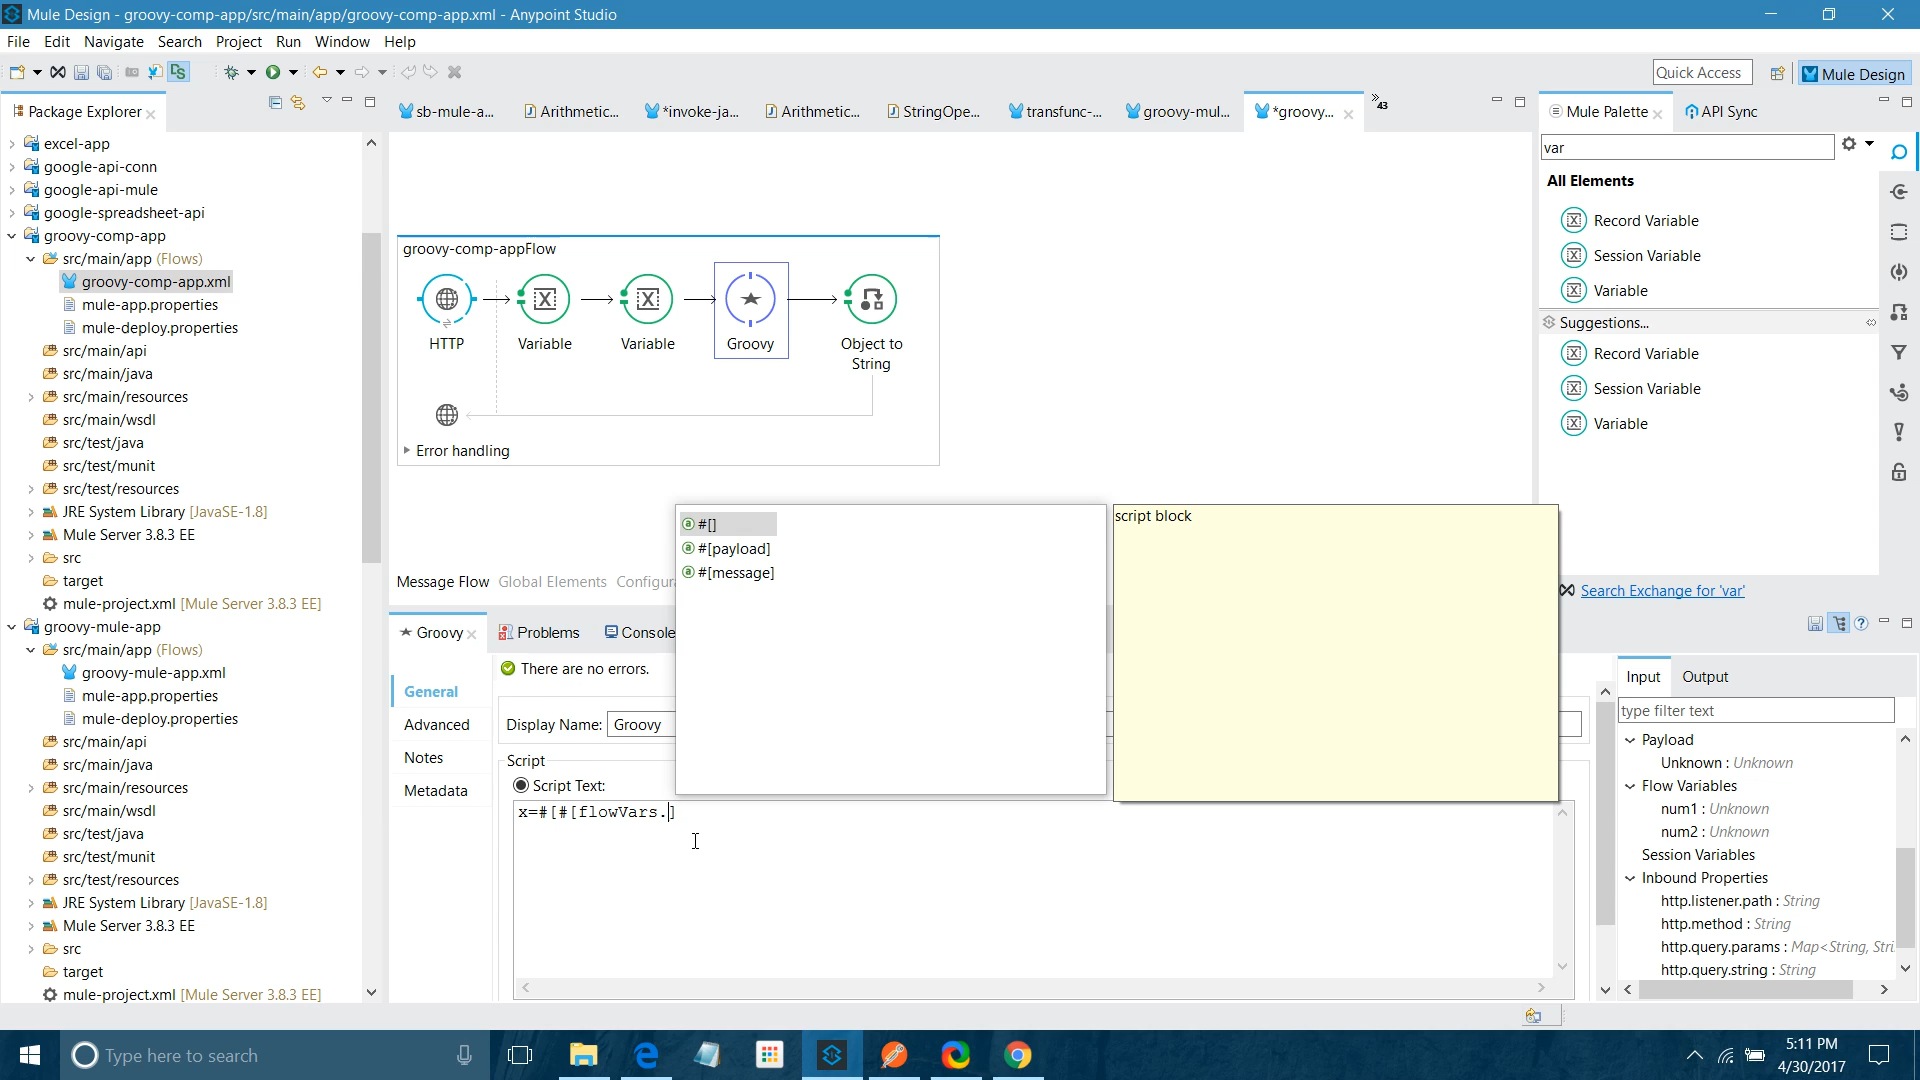 Mule Design - groovy-comp-app/src/main/app/groovy-comp-app.xml - Anypoint Studio
File Edit Navigate Search Project Run Window Help
Quick Access
Mule Design
Package Explorer
sb-mule-a...
Arithmetic...
*invoke-ja...
Arithmetic...
StringOpe...
transfunc-...
groovy-mul...
*groovy...
»43
Mule Palette
API Sync
excel-app
google-api-conn
google-api-mule
google-spreadsheet-api
groovy-comp-app
src/main/app (Flows)
groovy-comp-app.xml
mule-app.properties
mule-deploy.properties
src/main/api
src/main/java
src/main/resources
src/main/wsdl
src/test/java
src/test/munit
src/test/resources
JRE System Library [JavaSE-1.8]
Mule Server 3.8.3 EE
src
target
mule-project.xml [Mule Server 3.8.3 EE]
groovy-mule-app
src/main/app (Flows)
groovy-mule-app.xml
mule-app.properties
mule-deploy.properties
src/main/api
src/main/java
src/main/resources
src/main/wsdl
src/test/java
src/test/munit
src/test/resources
JRE System Library [JavaSE-1.8]
Mule Server 3.8.3 EE
src
target
mule-project.xml [Mule Server 3.8.3 EE]
groovy-comp-appFlow
HTTP
Variable
Variable
Groovy
Object to
String
Error handling
Message Flow Global Elements Configur
#[]
#[payload]
#[message]
script block
var
All Elements
Record Variable
Session Variable
Variable
Suggestions...
Record Variable
Session Variable
Variable
Search Exchange for 'var'
Groovy
Problems
Console
There are no errors.
General
Advanced
Notes
Metadata
Display Name: Groovy
Script
Script Text:
x=#[#[flowVars.]
Input
Output
type filter text
Payload
Unknown : Unknown
Flow Variables
num1 : Unknown
num2 : Unknown
Session Variables
Inbound Properties
http.listener.path : String
http.method : String
http.query.params : Map<String, Stri
http.query.string : String
Type here to search
5:11 PM
4/30/2017